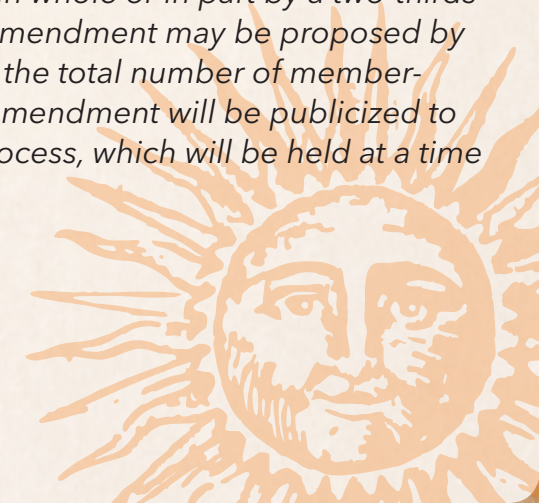 in whole or in part by a two-thirds
mendment may be proposed by
the total number of member-
mendment will be publicized to
ocess, which will be held at a time